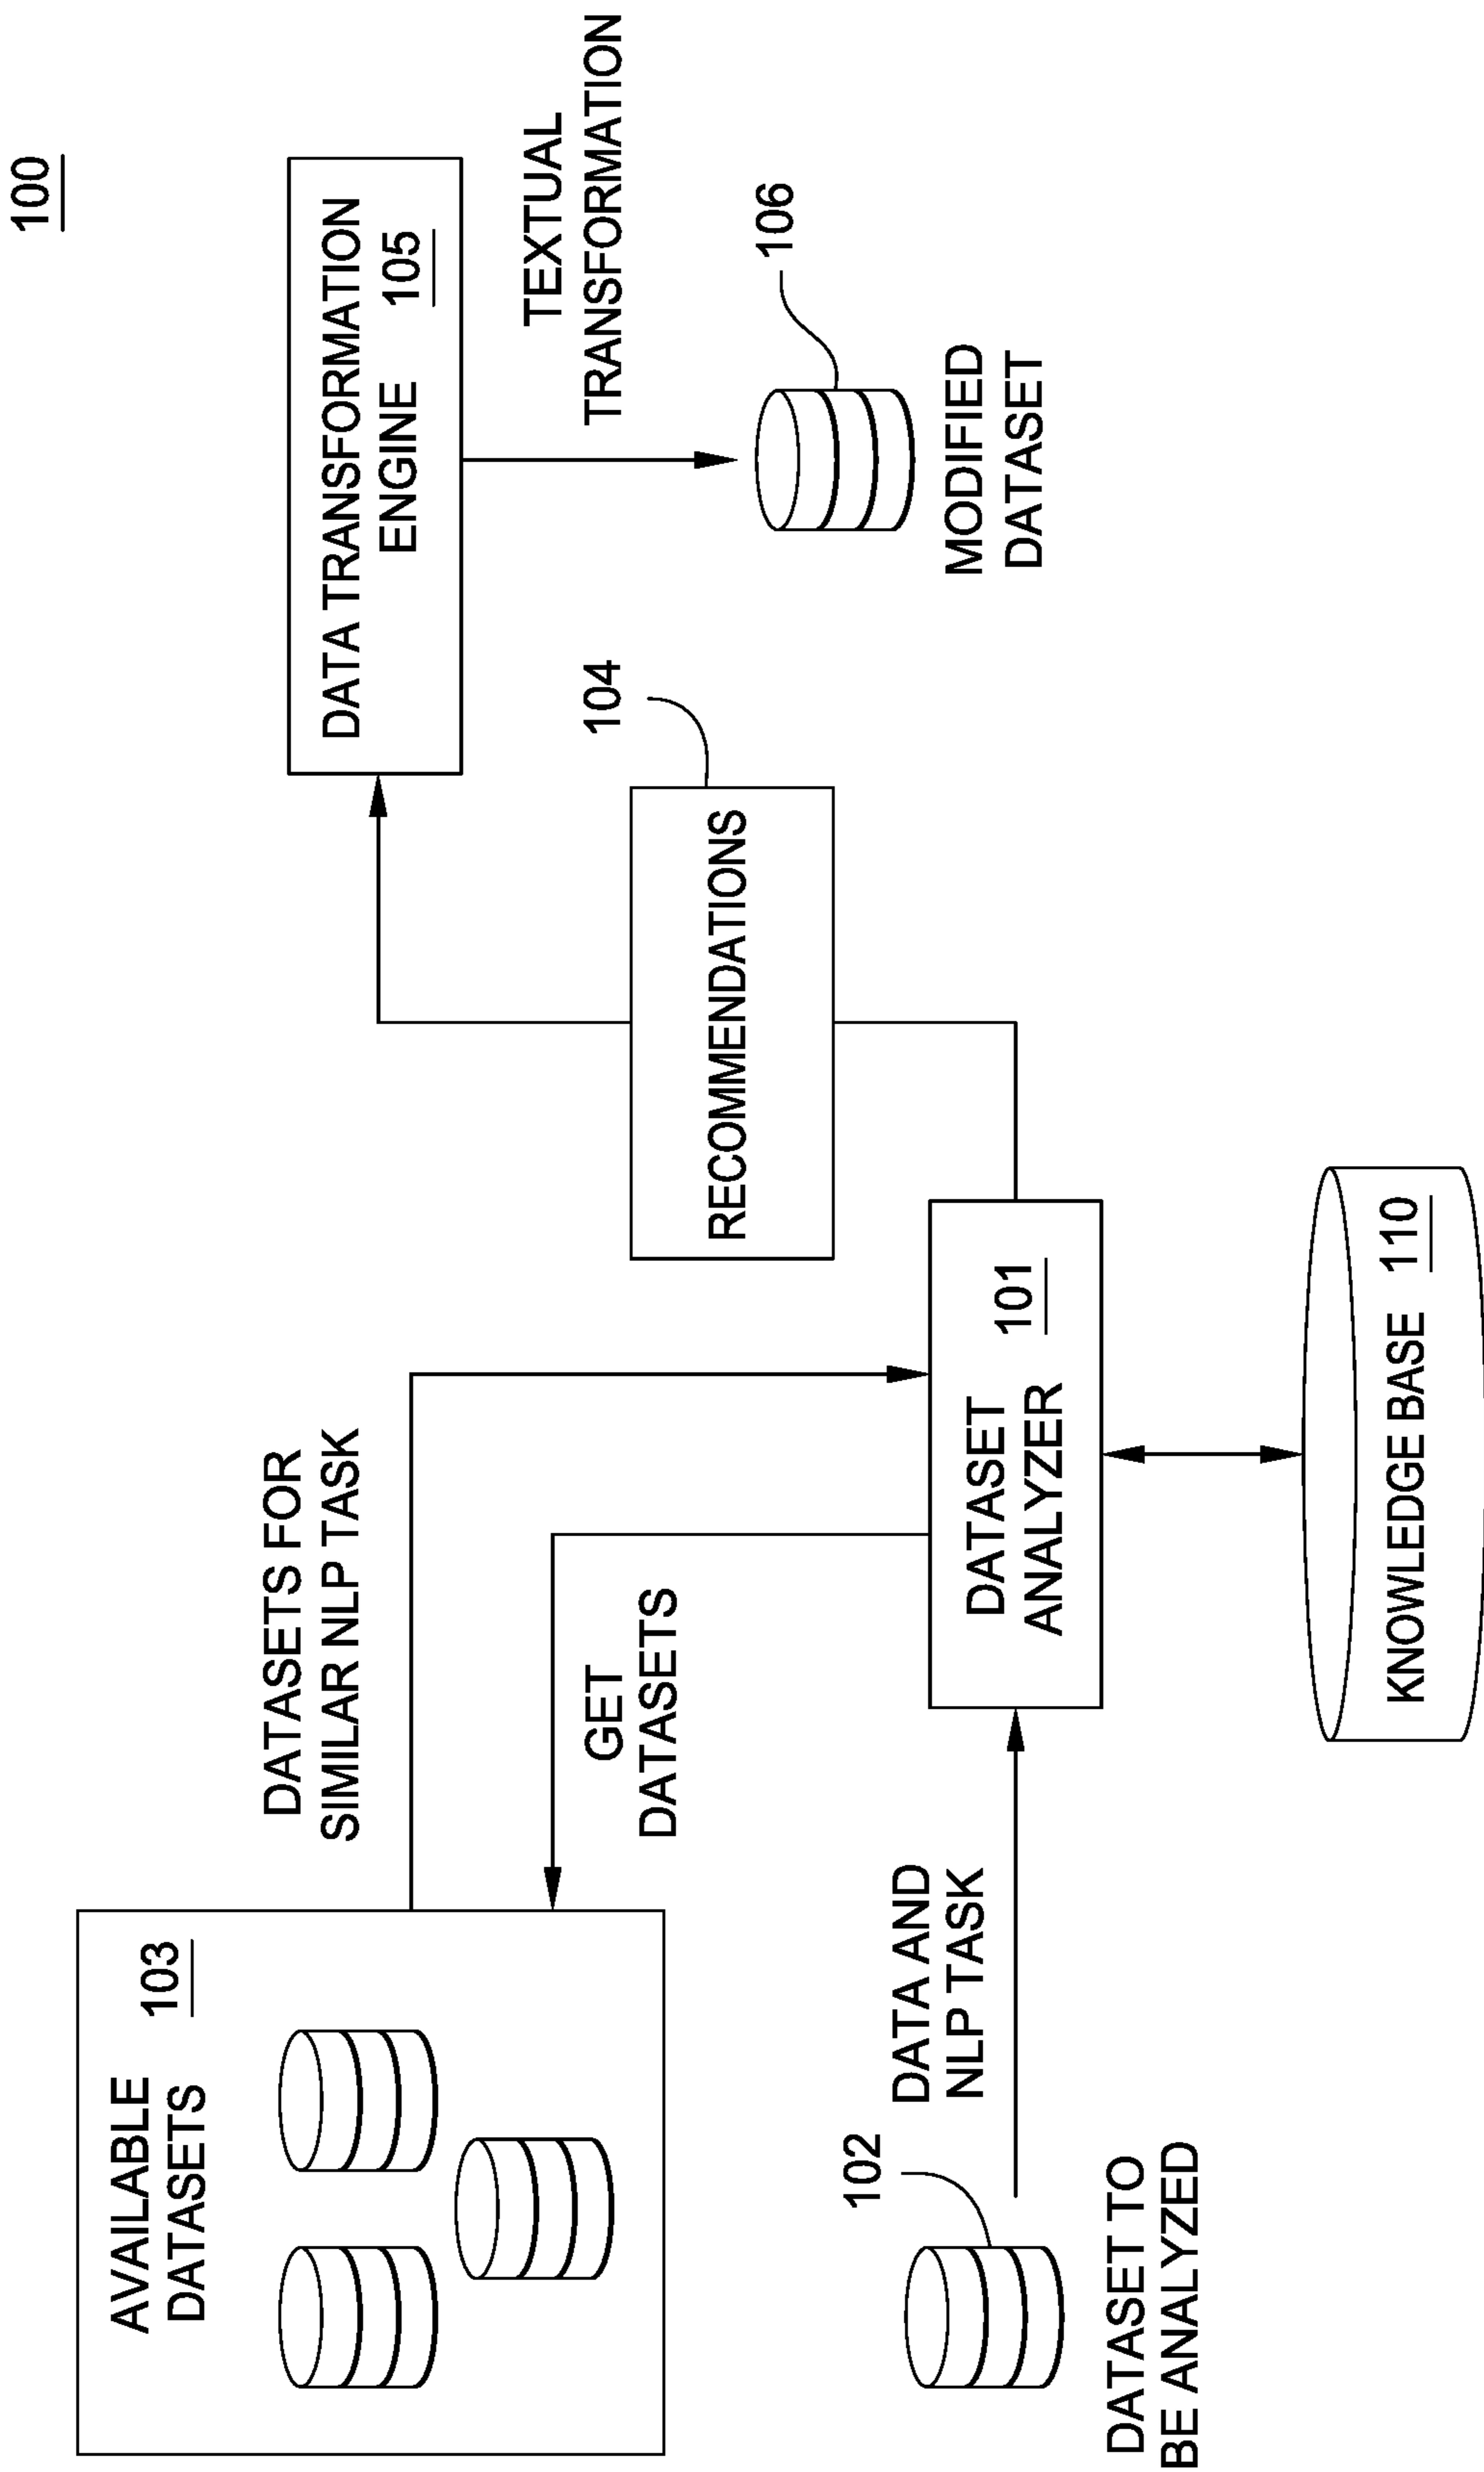 100
AVAILABLE
DATASETS
103
DATASETS FOR
SIMILAR NLP TASK
GET
DATASETS
DATA TRANSFORMATION
ENGINE 105
TEXTUAL
TRANSFORMATION
104
RECOMMENDATIONS
106
MODIFIED
DATASET
102
DATA AND
NLP TASK
DATASET
ANALYZER
101
DATASET TO
BE ANALYZED
KNOWLEDGE BASE 110